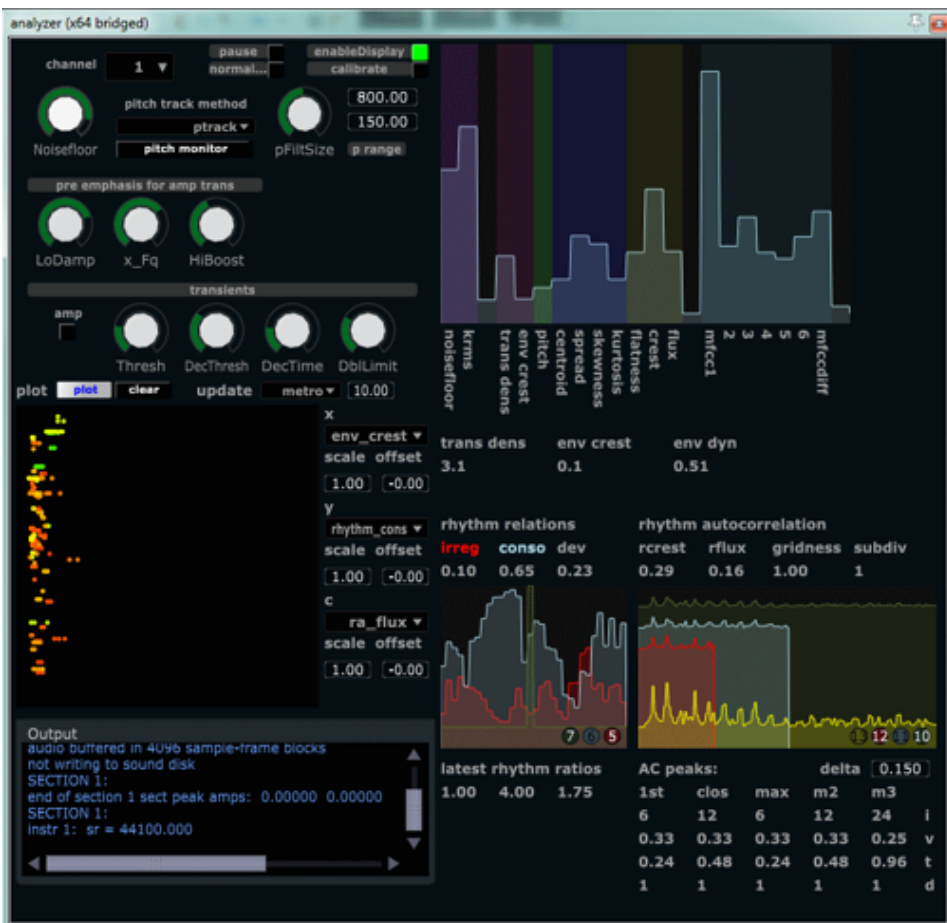 analyzer (x64 bridged)
channel 1 ▼
pause
normal...
enableDisplay
calibrate
pitch track method
ptrack ▼
pitch monitor
Noisefloor
pFiltSize
800.00
150.00
p range
pre emphasis for amp trans
LoDamp x_Fq HiBoost
transients
amp
Thresh DecThresh DecTime DblLimit
plot plot clear update metro ▼ 10.00
x
env_crest ▼
scale offset
1.00 -0.00
y
rhythm_cons ▼
scale offset
1.00 -0.00
c
ra_flux ▼
scale offset
1.00 -0.00
Output
audio buffered in 4096 sample-frame blocks
not writing to sound disk
SECTION 1:
end of section 1 sect peak amps: 0.00000 0.00000
SECTION 1:
instr 1: sr = 44100.000
noisefloor
krms
trans dens
env crest
pitch
centroid
spread
skewness
kurtosis
flatness
crest
flux
mfcc1
2
3
4
5
6
mfccdiff
trans dens env crest env dyn
3.1 0.1 0.51
rhythm relations
irreg conso dev
0.10 0.65 0.23
7 6 5
latest rhythm ratios
1.00 4.00 1.75
rhythm autocorrelation
rcrest rflux gridness subdiv
0.29 0.16 1.00 1
12 11 10
AC peaks: delta 0.150
1st clos max m2 m3
6 12 6 12 24 i
0.33 0.33 0.33 0.33 0.25 v
0.24 0.48 0.24 0.48 0.96 t
1 1 1 1 1 d